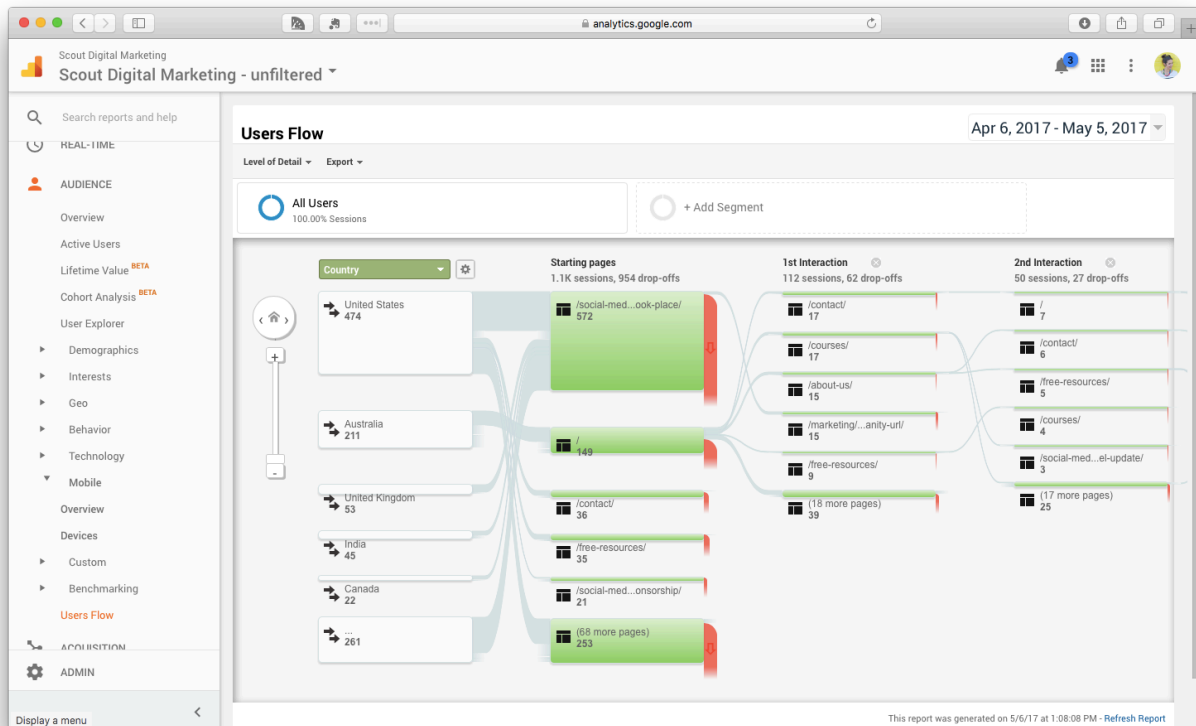 analytics.google.com
Scout Digital Marketing
Scout Digital Marketing - unfiltered
3
Search reports and help
REAL-TIME
AUDIENCE
Overview
Active Users
Lifetime Value BETA
Cohort Analysis BETA
User Explorer
Demographics
Interests
Geo
Behavior
Technology
Mobile
Overview
Devices
Custom
Benchmarking
Users Flow
ACQUISITION
ADMIN
Display a menu
Users Flow
Apr 6, 2017 - May 5, 2017
Level of Detail
Export
All Users
100.00% Sessions
+ Add Segment
Country
United States
474
Australia
211
United Kingdom
53
India
45
Canada
22
...
261
Starting pages
1.1K sessions, 954 drop-offs
/social-med...ook-place/
572
/
149
/contact/
36
/free-resources/
35
/social-med...onsorship/
21
(68 more pages)
253
1st Interaction
112 sessions, 62 drop-offs
/contact/
17
/courses/
17
/about-us/
15
/marketing/...anity-url/
15
/free-resources/
9
(18 more pages)
39
2nd Interaction
50 sessions, 27 drop-offs
/
7
/contact/
6
/free-resources/
5
/courses/
4
/social-med...el-update/
3
(17 more pages)
25
+
-
This report was generated on 5/6/17 at 1:08:08 PM - Refresh Report